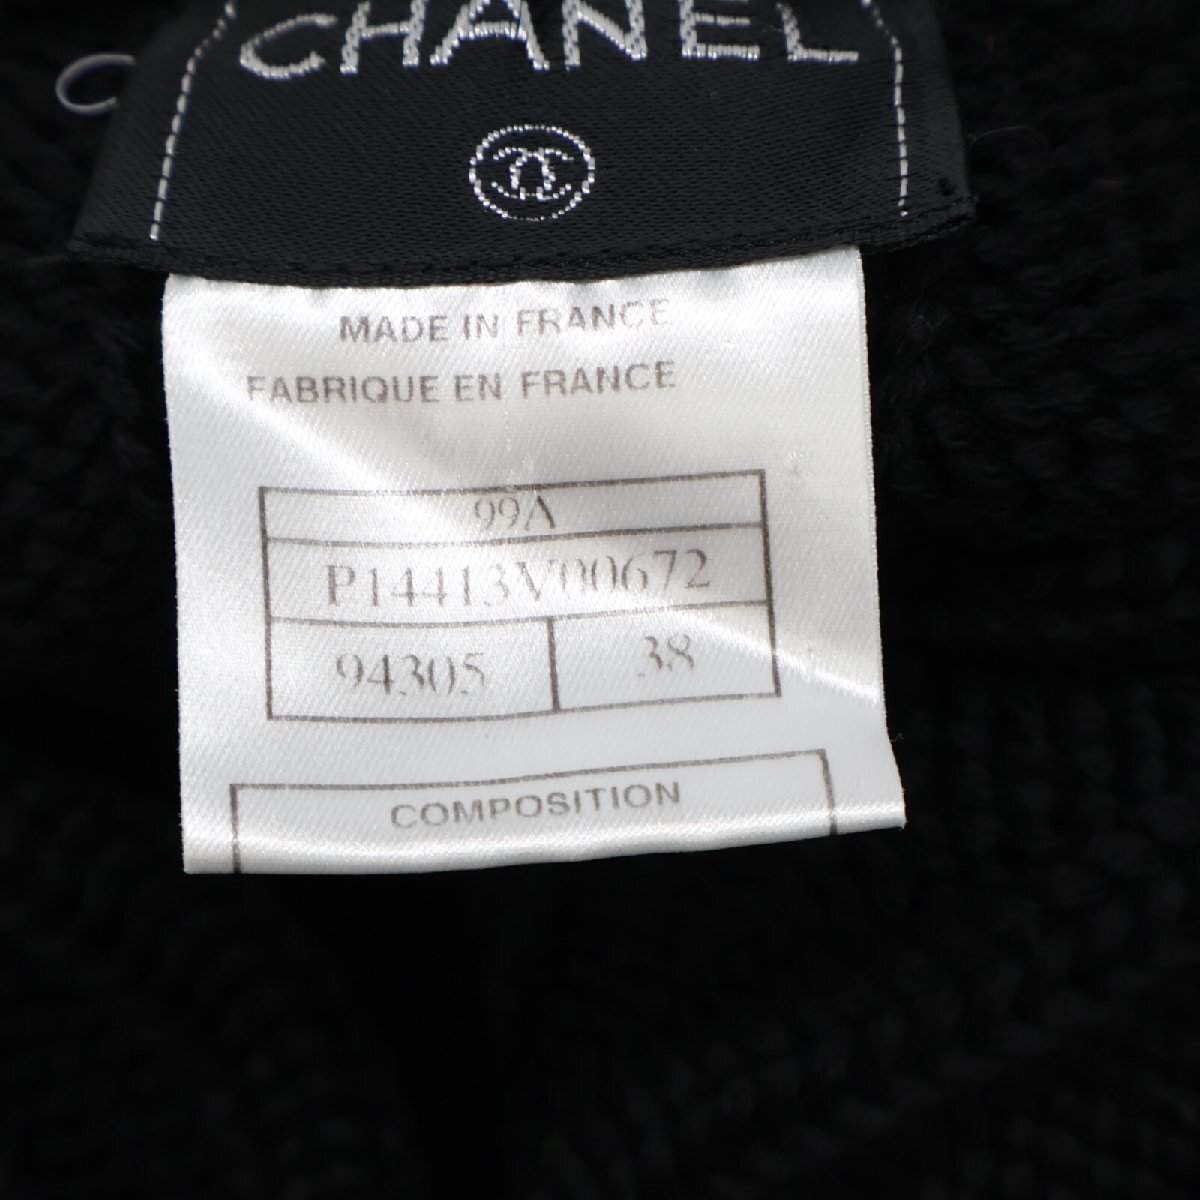 CHANEL
MADE IN FRANCE
FABRIQUE EN FRANCE
99A
P14413V00672
94305 38
COMPOSITION